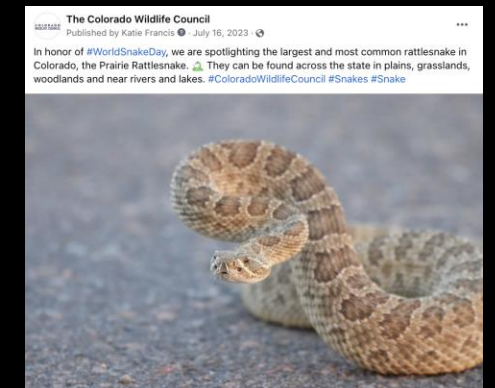 The Colorado Wildlife Council
Published by Katie Francis · July 16, 2023 ·
In honor of #WorldSnakeDay, we are spotlighting the largest and most common rattlesnake in
Colorado, the Prairie Rattlesnake. 🐍 They can be found across the state in plains, grasslands,
woodlands and near rivers and lakes. #ColoradoWildlifeCouncil #Snakes #Snake